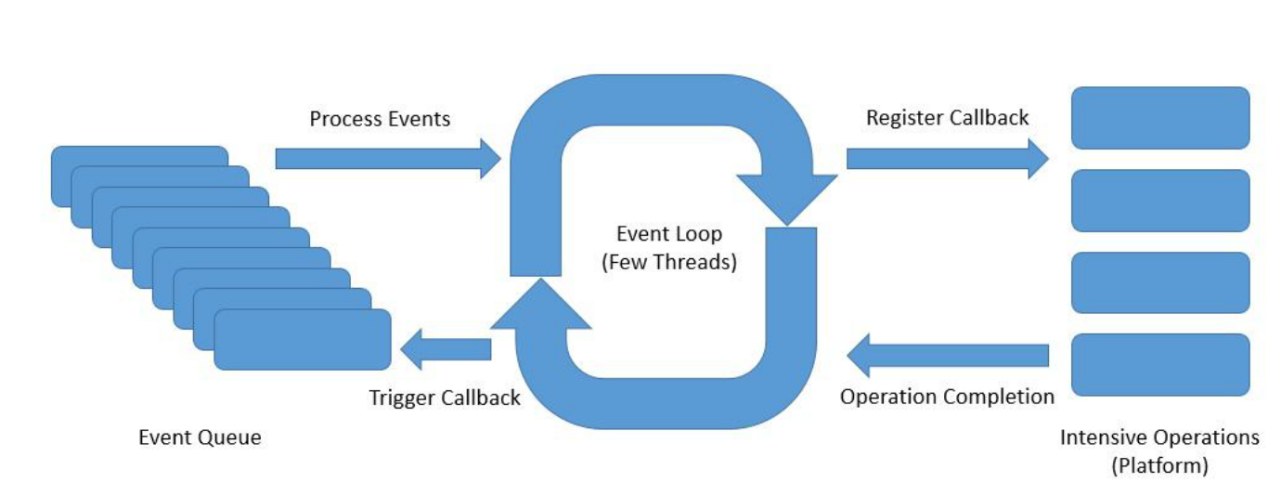 Process Events
Register Callback
Event Loop
(Few Threads)
Trigger Callback
Operation Completion
Event Queue
Intensive Operations
(Platform)